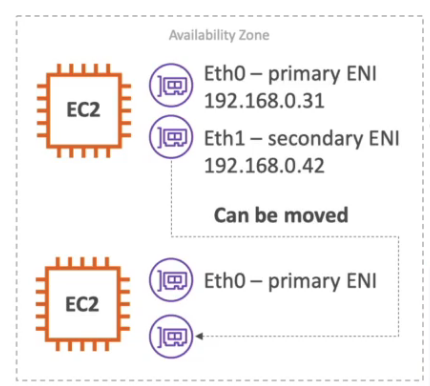 Availability Zone
EC2
Eth0 – primary ENI
192.168.0.31
Eth1 – secondary ENI
192.168.0.42
Can be moved
EC2
Eth0 – primary ENI